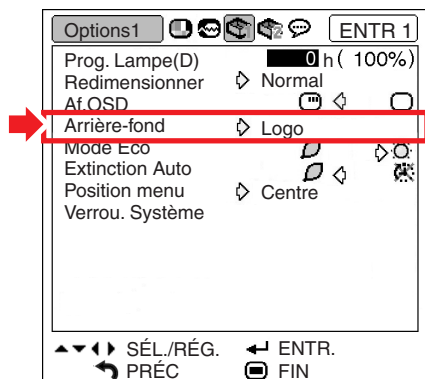 Options1 ENTR 1
Prog. Lampe(D) 0 h ( 100%)
Redimensionner Normal
Af.OSD
Arrière-fond Logo
Mode Eco
Extinction Auto
Position menu Centre
Verrou. Système
SÉL./RÉG. ENTR.
PRÉC FIN